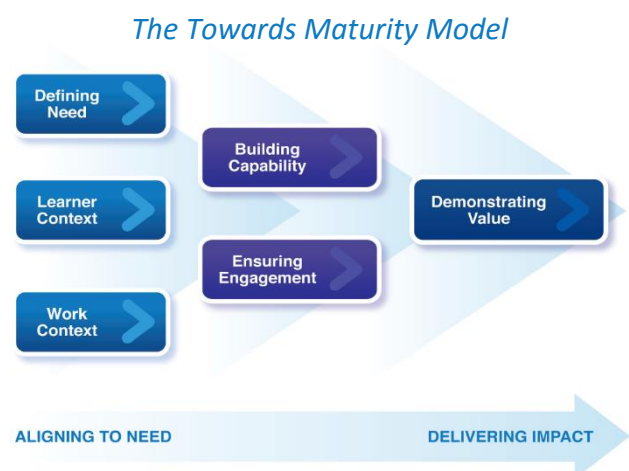 The Towards Maturity Model
Defining
Need
Building
Capability
Learner
Context
Demonstrating
Value
Ensuring
Engagement
Work
Context
ALIGNING TO NEED
DELIVERING IMPACT